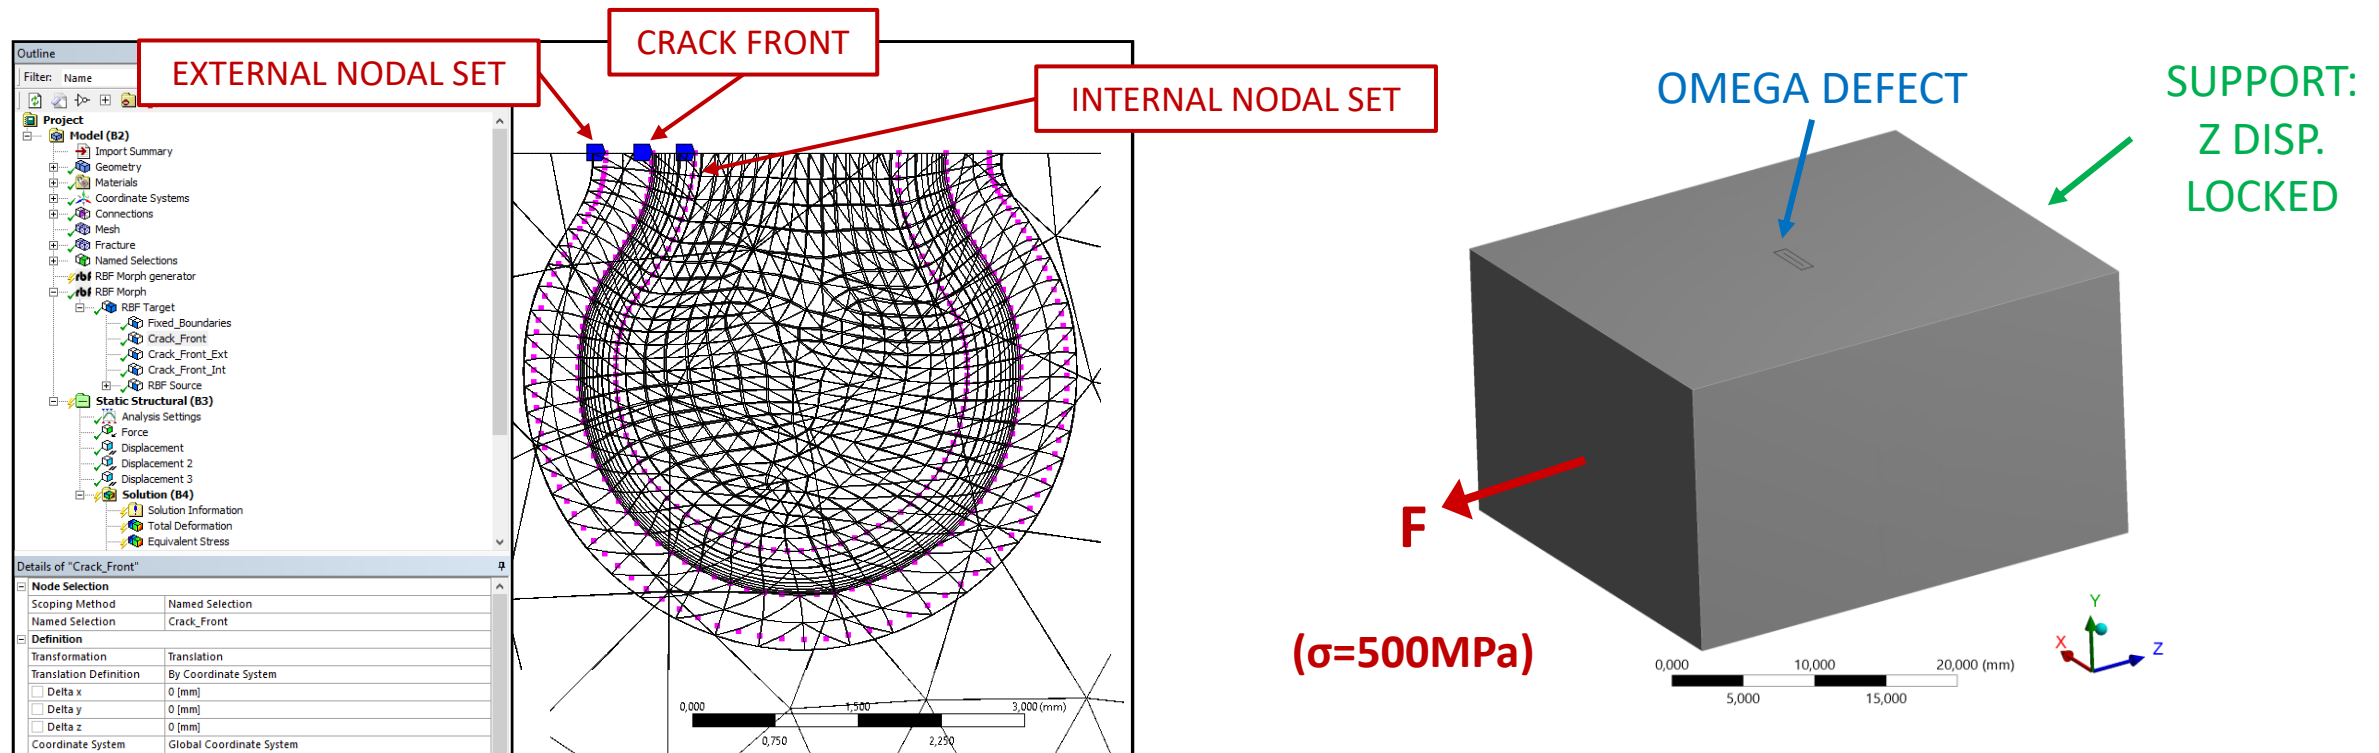 EXTERNAL NODAL SET
CRACK FRONT
INTERNAL NODAL SET
Outline
Filter: Name
Project
Model (B2)
Import Summary
Geometry
Materials
Coordinate Systems
Connections
Mesh
Fracture
Named Selections
rbf RBF Morph generator
rbf RBF Morph
RBF Target
Fixed_Boundaries
Crack_Front
Crack_Front_Ext
Crack_Front_Int
RBF Source
Static Structural (B3)
Analysis Settings
Force
Displacement
Displacement 2
Displacement 3
Solution (B4)
Solution Information
Total Deformation
Equivalent Stress
Details of "Crack_Front"
Node Selection
Scoping Method Named Selection
Named Selection Crack_Front
Definition
Transformation Translation
Translation Definition By Coordinate System
Delta x 0 [mm]
Delta y 0 [mm]
Delta z 0 [mm]
Coordinate System Global Coordinate System
0,000 1,500 3,000 (mm)
0,750 2,250
OMEGA DEFECT
SUPPORT:
Z DISP.
LOCKED
F
(σ=500MPa)
0,000 10,000 20,000 (mm)
5,000 15,000
Y
X
Z